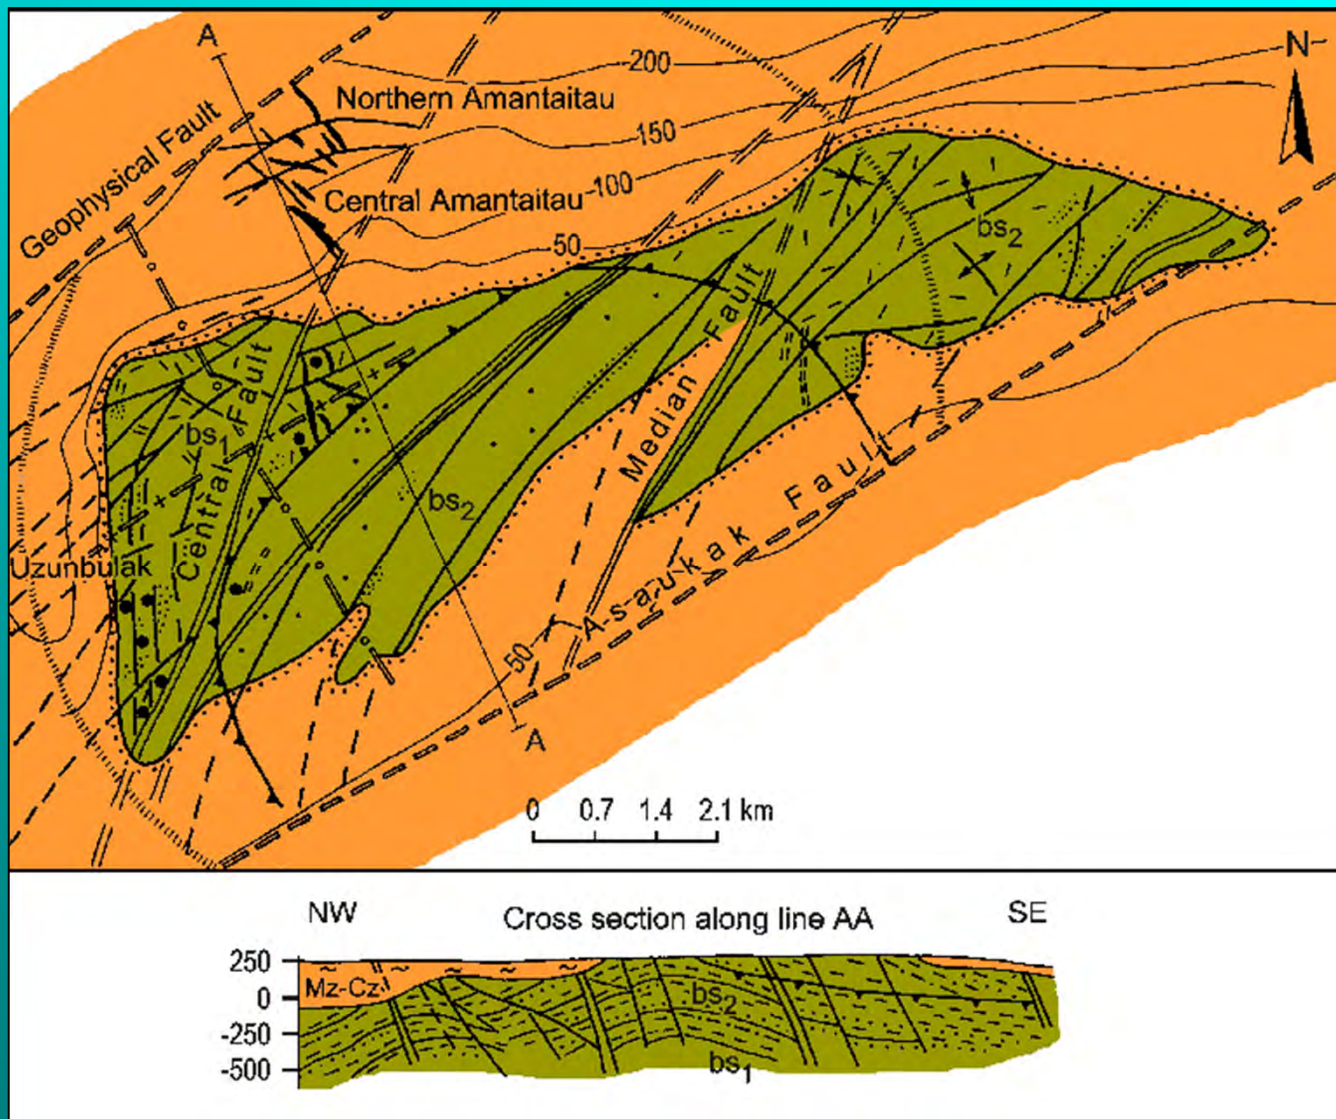 A
N
200
Northern Amantaitau
150
Geophysical Fault
100
Central Amantaitau
bs2
50
Median Fault
Central Fault
bs1
bs2
Asaukak Fault
Uzunbulak
50
A
0 0.7 1.4 2.1 km
NW Cross section along line AA SE
250
Mz-Cz
0
bs2
-250
-500
bs1